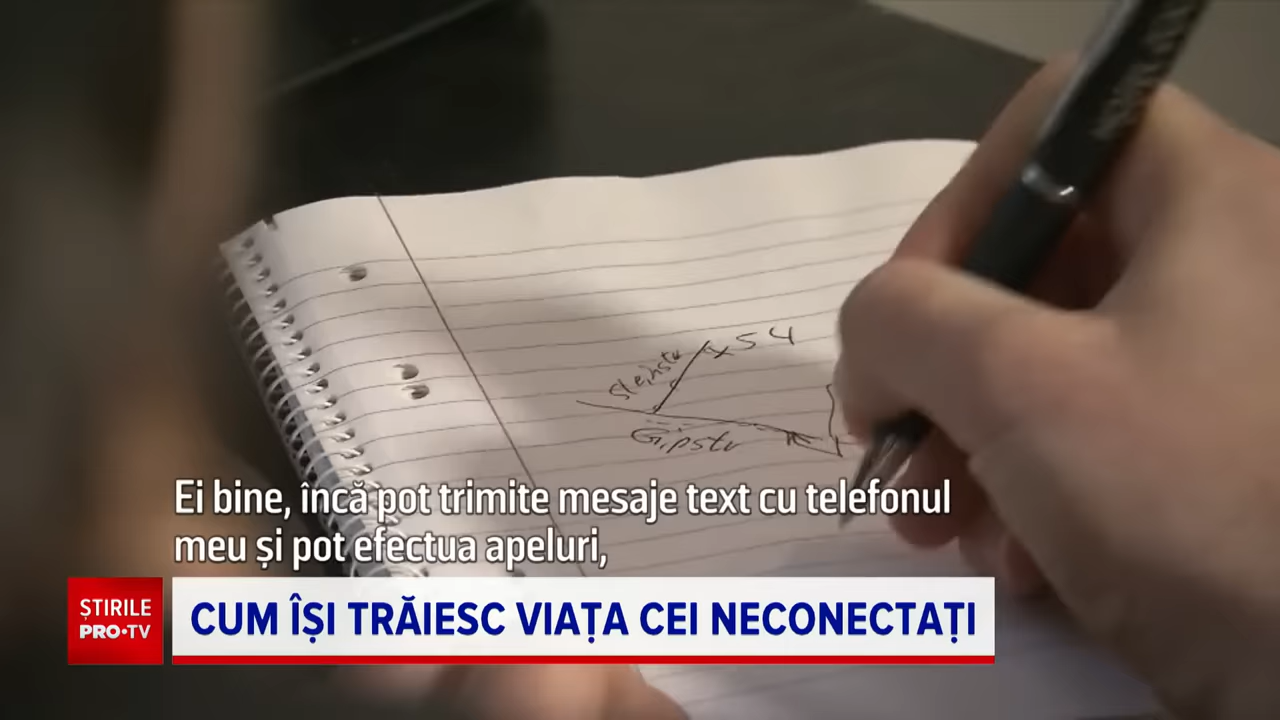 x54
Gipstr
Ei bine, încă pot trimite mesaje text cu telefonul
meu și pot efectua apeluri,
ȘTIRILE
PRO•TV
CUM ÎȘI TRĂIESC VIAȚA CEI NECONECTAȚI